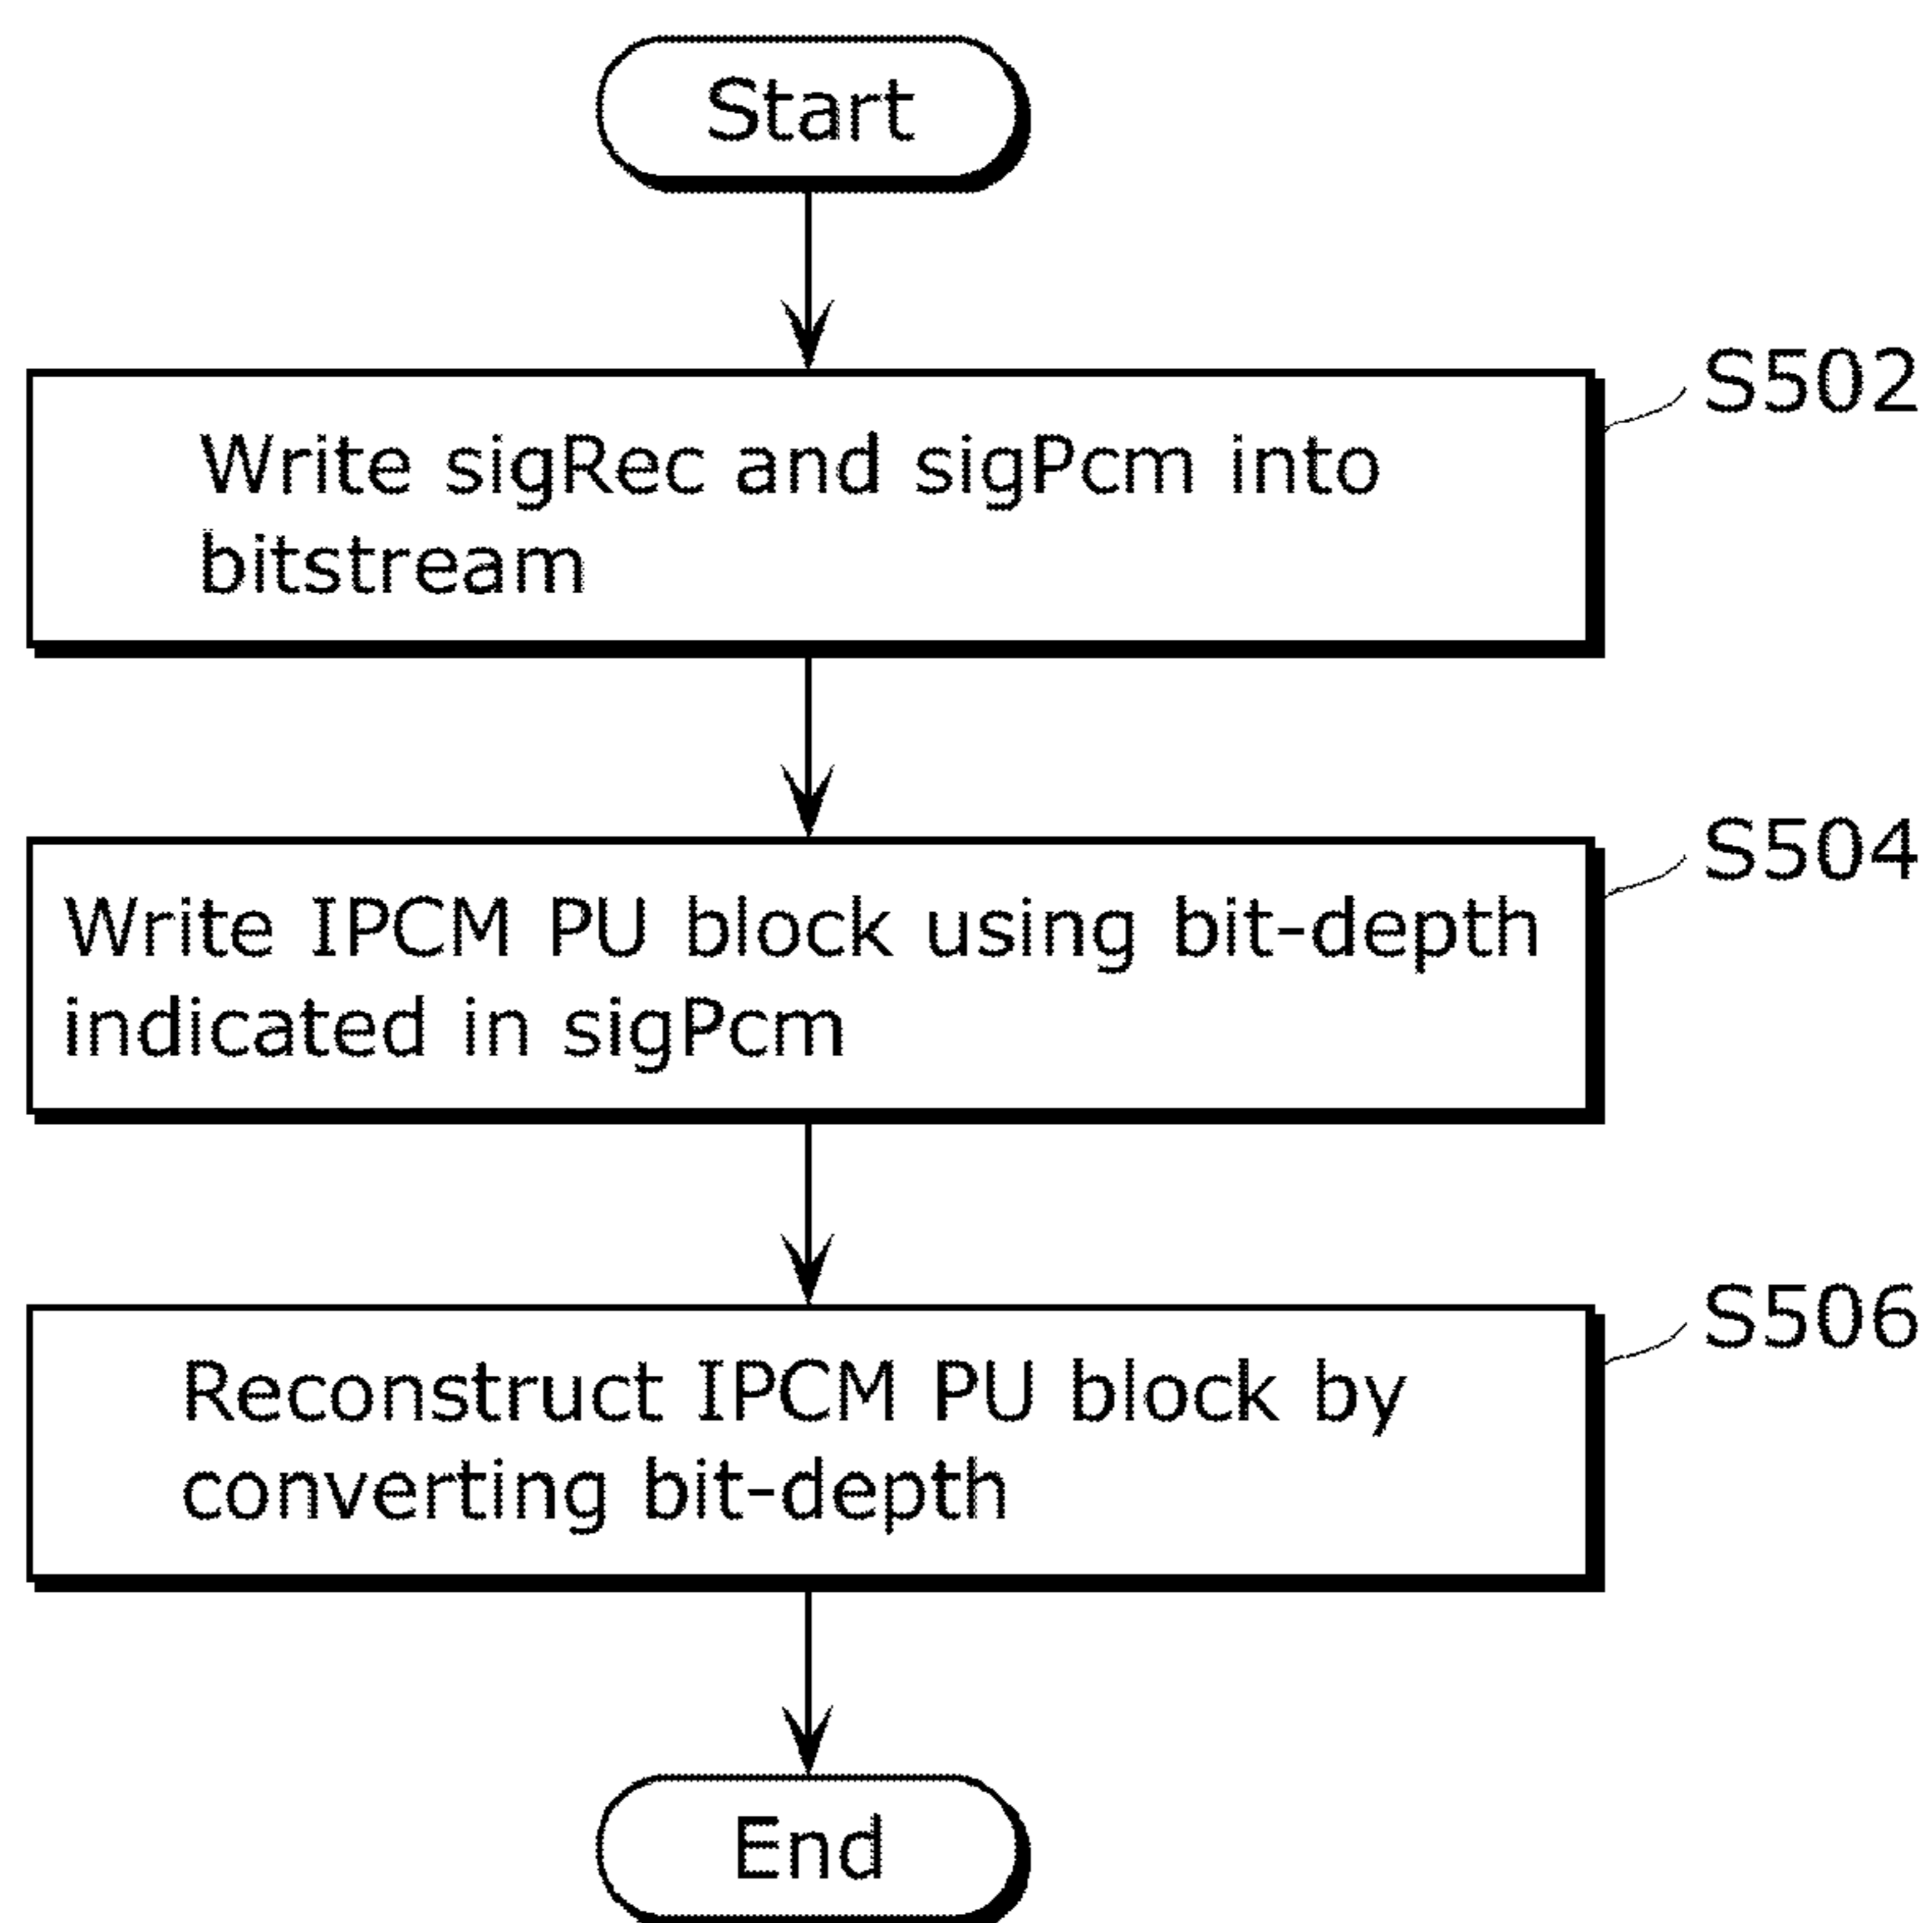 Start
S502
Write sigRec and sigPcm into
bitstream
S504
Write IPCM PU block using bit-depth
indicated in sigPcm
S506
Reconstruct IPCM PU block by
converting bit-depth
End